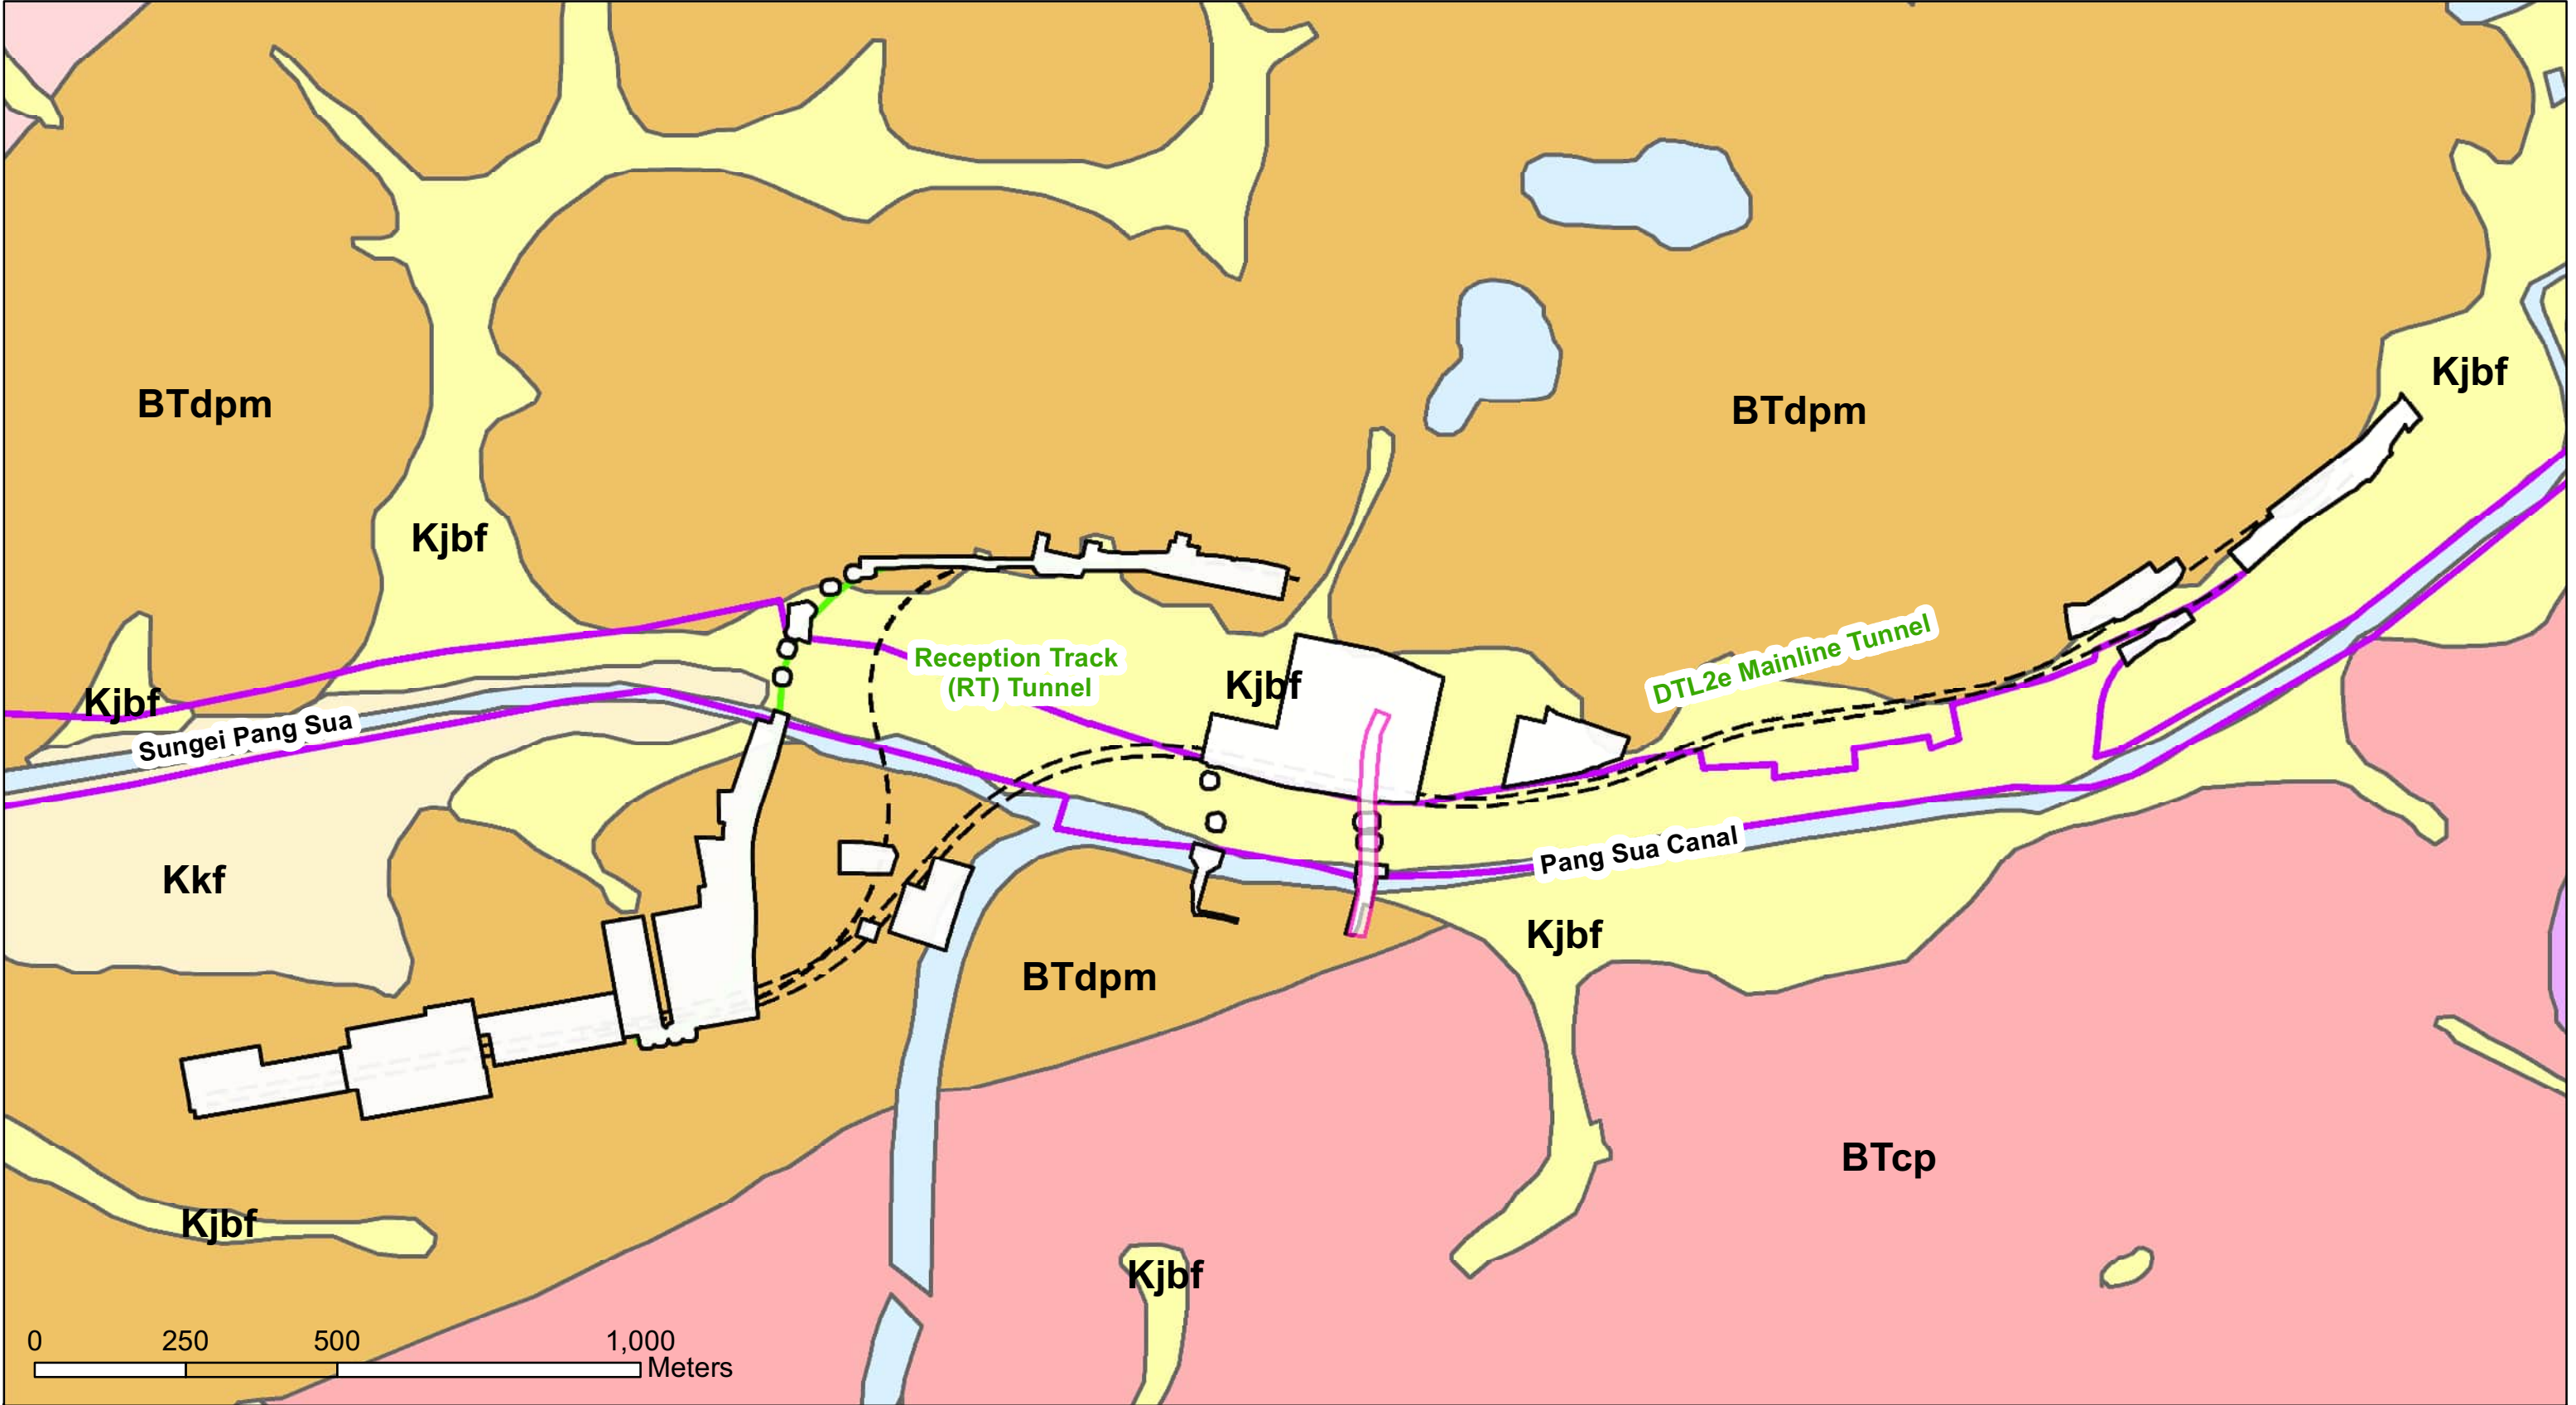 Kjbf
BTdpm
BTdpm
Kjbf
DTL2e Mainline Tunnel
Reception Track
(RT) Tunnel
Kjbf
Kjbf
Sungei Pang Sua
Pang Sua Canal
Kkf
Kjbf
BTdpm
BTcp
Kjbf
Kjbf
0 250 500 1,000
Meters